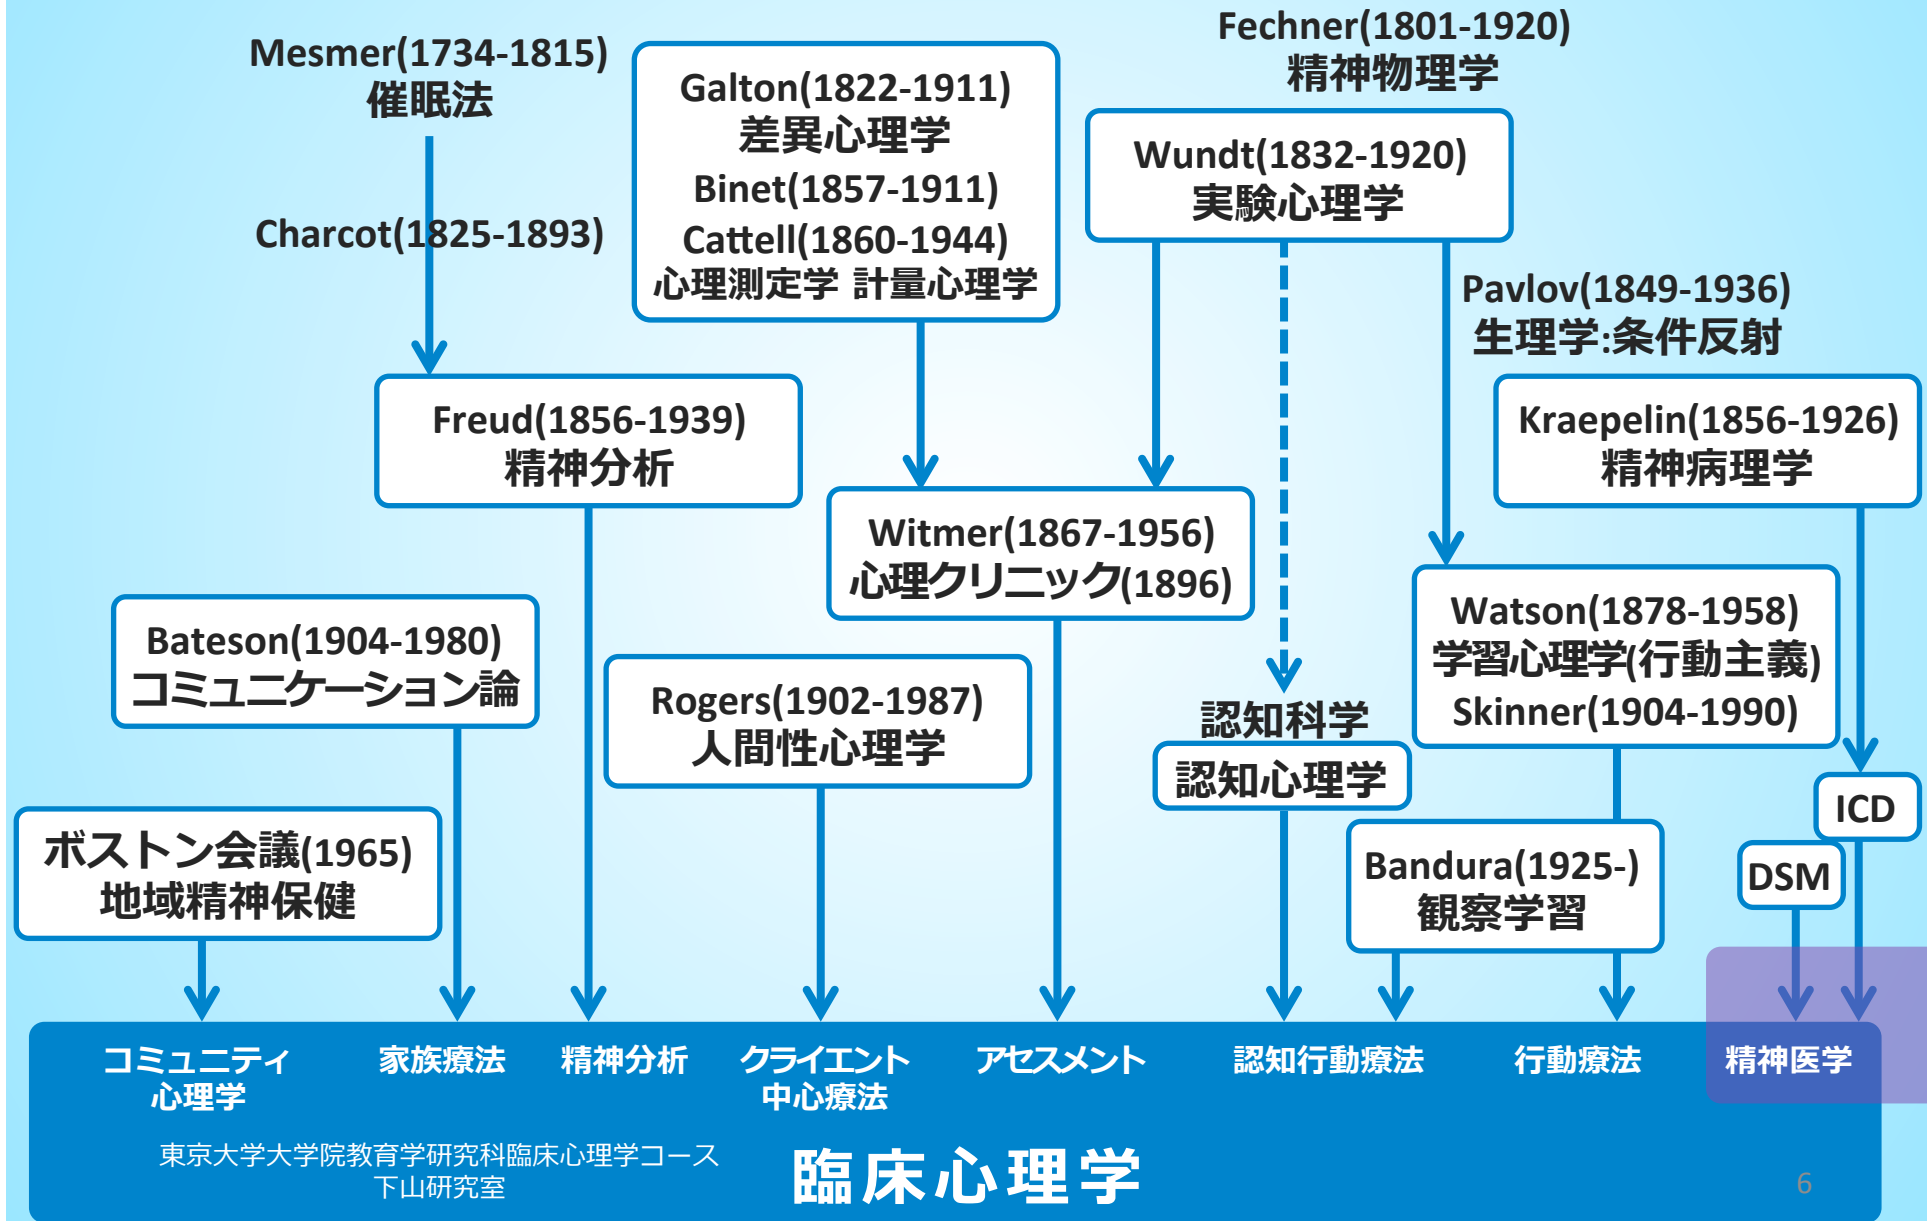 Fechner(1801-1920)
精神物理学
Mesmer(1734-1815)
催眠法
Galton(1822-1911)
差異心理学
Binet(1857-1911)
Cattell(1860-1944)
心理測定学 計量心理学
Wundt(1832-1920)
実験心理学
Charcot(1825-1893)
Pavlov(1849-1936)
生理学:条件反射
Freud(1856-1939)
精神分析
Kraepelin(1856-1926)
精神病理学
Witmer(1867-1956)
心理クリニック(1896)
Bateson(1904-1980)
コミュニケーション論
Rogers(1902-1987)
人間性心理学
認知科学
認知心理学
Watson(1878-1958)
学習心理学(行動主義)
Skinner(1904-1990)
ICD
DSM
ボストン会議(1965)
地域精神保健
Bandura(1925-)
観察学習
コミュニティ
心理学
家族療法
精神分析
クライエント
中心療法
アセスメント
認知行動療法
行動療法
精神医学
東京大学大学院教育学研究科臨床心理学コース
下山研究室
臨床心理学
6